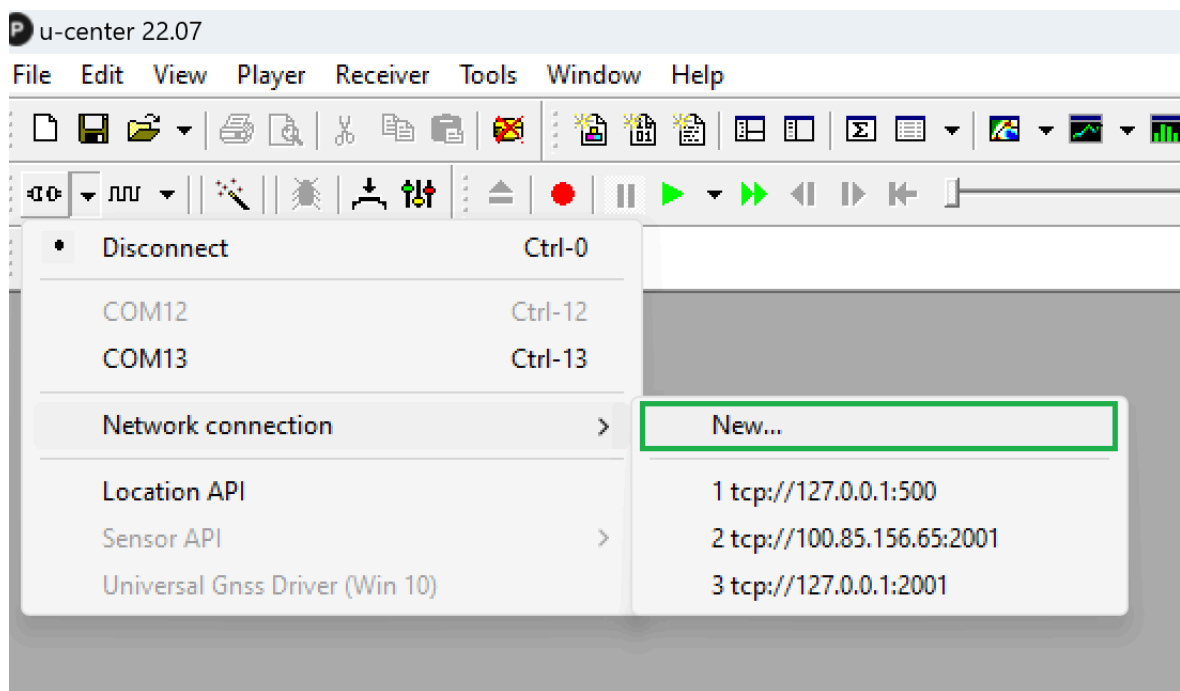 u-center 22.07
File Edit View Player Receiver Tools Window Help
Disconnect Ctrl-0
COM12 Ctrl-12
COM13 Ctrl-13
Network connection
New...
Location API
1 tcp://127.0.0.1:500
Sensor API
2 tcp://100.85.156.65:2001
Universal Gnss Driver (Win 10)
3 tcp://127.0.0.1:2001